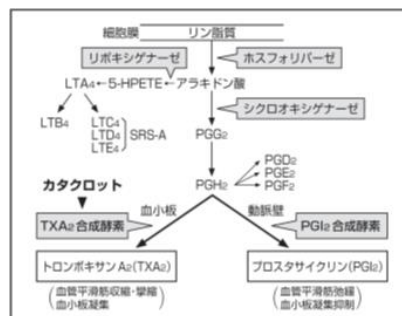 細胞膜 リン脂質
リポキシゲナーゼ ホスフォリパーゼ
LTA4←5-HPETE←アラキドン酸
シクロオキシゲナーゼ
LTB4 LTC4
LTD4 SRS-A
LTE4
PGG2
PGD2
PGH2 PGE2
PGF2
カタクロット
血小板 動脈壁
TXA2合成酵素 PGI2合成酵素
トロンボキサンA2(TXA2) プロスタサイクリン(PGI2)
(血管平滑筋収縮・攣縮 (血管平滑筋弛緩
血小板凝集) 血小板凝集抑制)